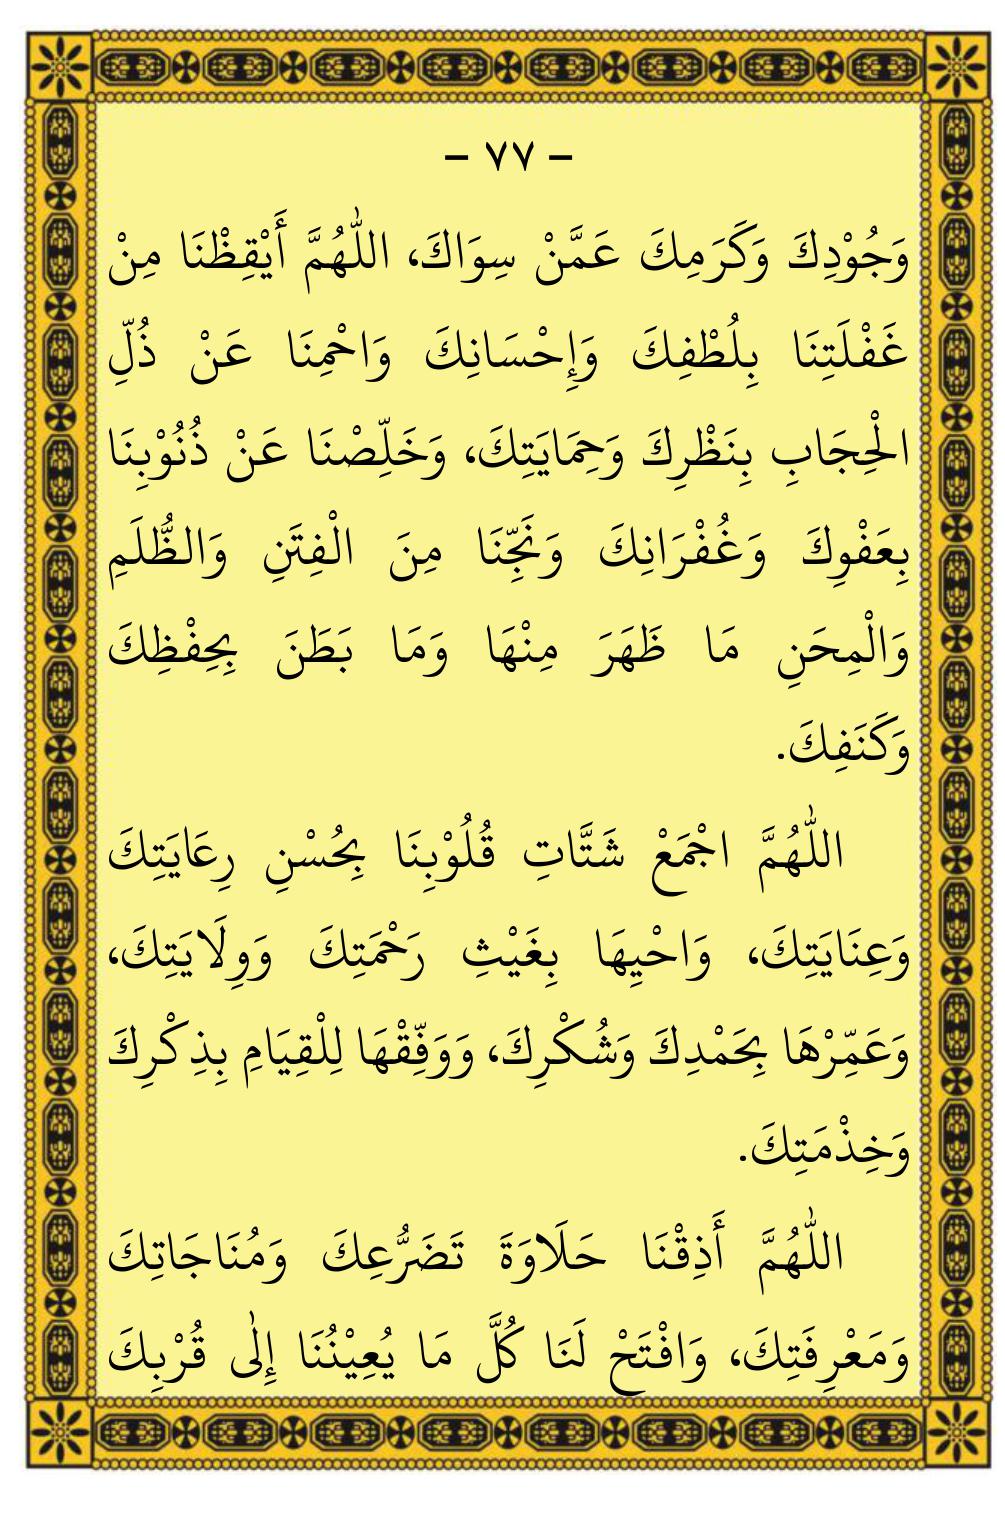 – ٧٧ –
وَجُوْدِكَ وَكَرَمِكَ عَمَّنْ سِوَاكَ، اللّٰهُمَّ أَيْقِظْنَا مِنْ
غَفْلَتِنَا بِلُطْفِكَ وَإِحْسَانِكَ وَاحْمِنَا عَنْ ذُلِّ
الْحِجَابِ بِنَظْرِكَ وَحِمَايَتِكَ، وَخَلِّصْنَا عَنْ ذُنُوْبِنَا
بِعَفْوِكَ وَغُفْرَانِكَ وَنَجِّنَا مِنَ الْفِتَنِ وَالظُّلَمِ
وَالْمِحَنِ مَا ظَهَرَ مِنْهَا وَمَا بَطَنَ بِحِفْظِكَ
وَكَنَفِكَ.
اللّٰهُمَّ اجْمَعْ شَتَّاتِ قُلُوْبِنَا بِحُسْنِ رِعَايَتِكَ
وَعِنَايَتِكَ، وَاحْيِهَا بِغَيْثِ رَحْمَتِكَ وَوِلَايَتِكَ،
وَعَمِّرْهَا بِحَمْدِكَ وَشُكْرِكَ، وَوَفِّقْهَا لِلْقِيَامِ بِذِكْرِكَ
وَخِذْمَتِكَ.
اللّٰهُمَّ أَذِقْنَا حَلَاوَةَ تَضَرُّعِكَ وَمُنَاجَاتِكَ
وَمَعْرِفَتِكَ، وَافْتَحْ لَنَا كُلَّ مَا يُعِيْنُنَا إِلٰى قُرْبِكَ